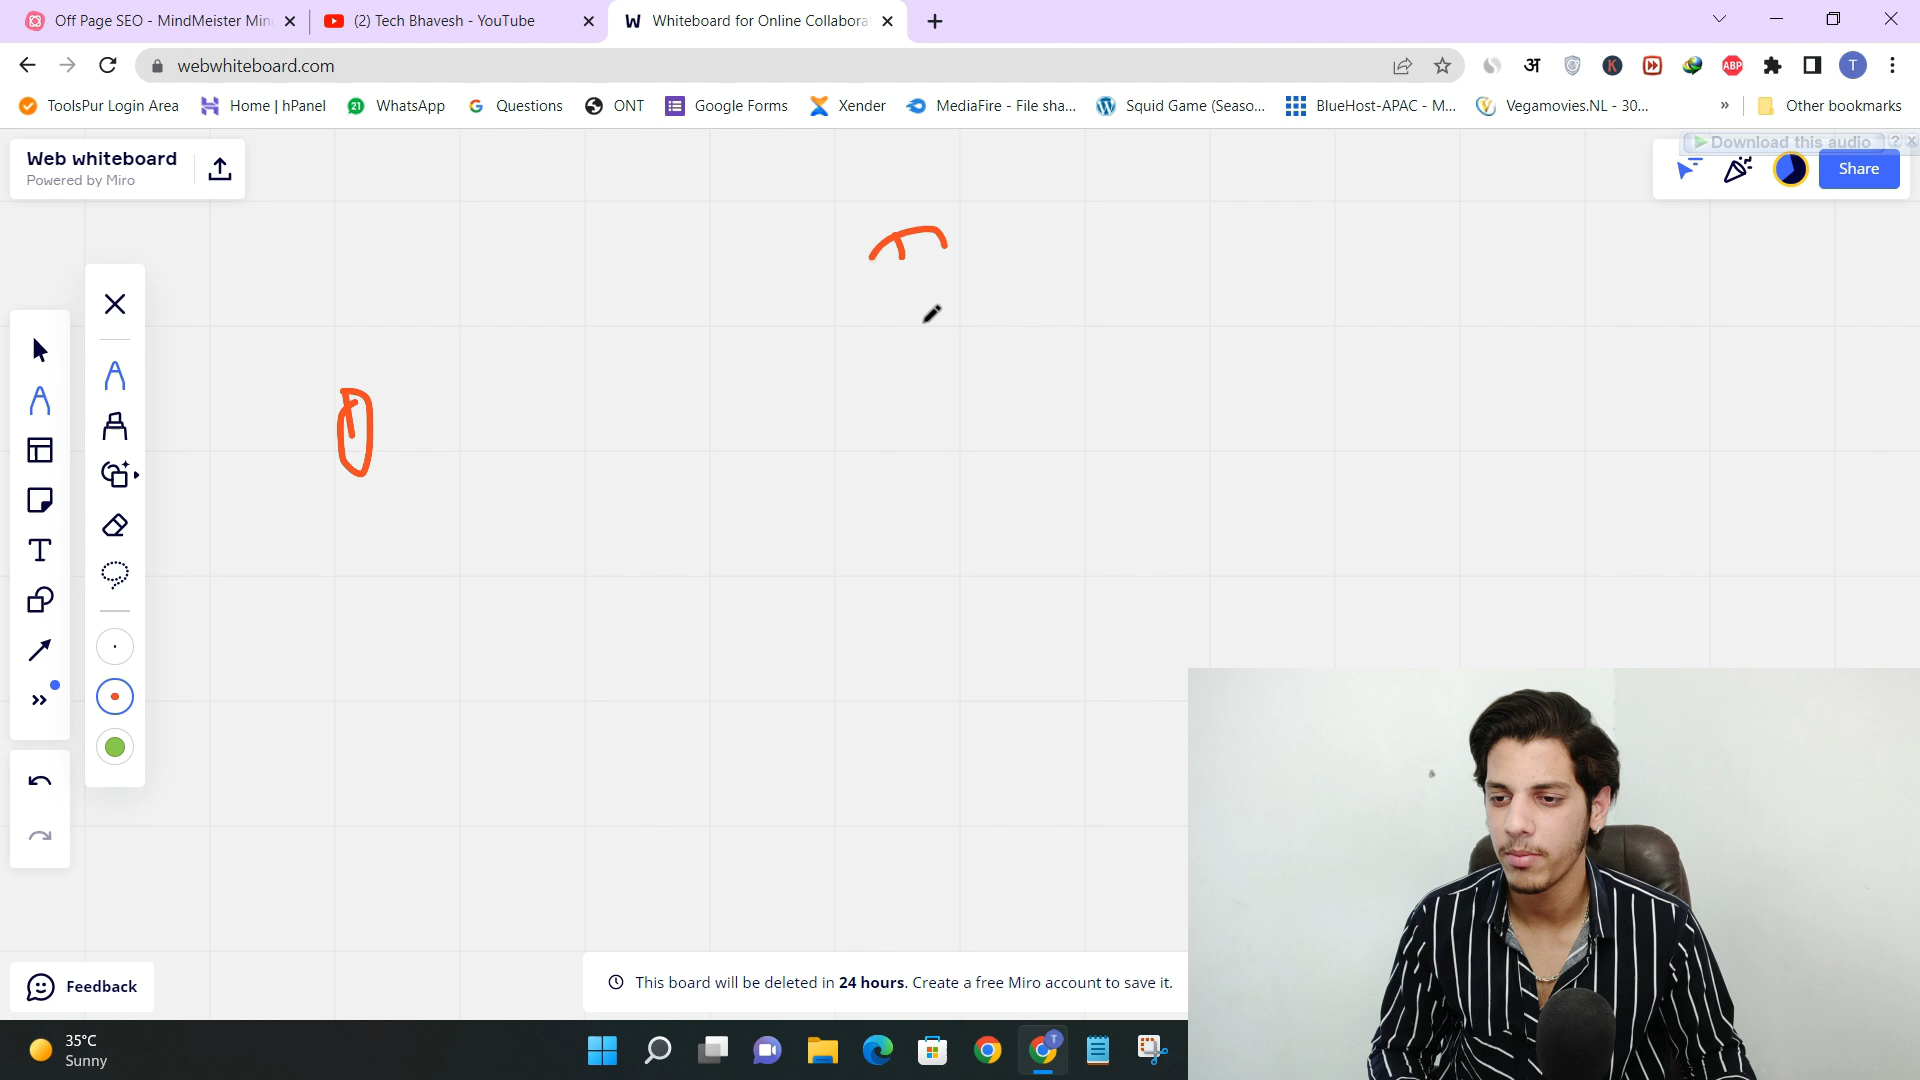 Off Page SEO - MindMeister Min
(2) Tech Bhavesh - YouTube
Whiteboard for Online Collabora
webwhiteboard.com
अ
K
ABP
T
ToolsPur Login Area
Home | hPanel
21
WhatsApp
Questions
ONT
Google Forms
Xender
MediaFire - File sha...
Squid Game (Seaso...
BlueHost-APAC - M...
Vegamovies.NL - 30...
»
Other bookmarks
Web whiteboard
Powered by Miro
Download this audio
Share
This board will be deleted in 24 hours. Create a free Miro account to save it.
Feedback
35°C
Sunny
T